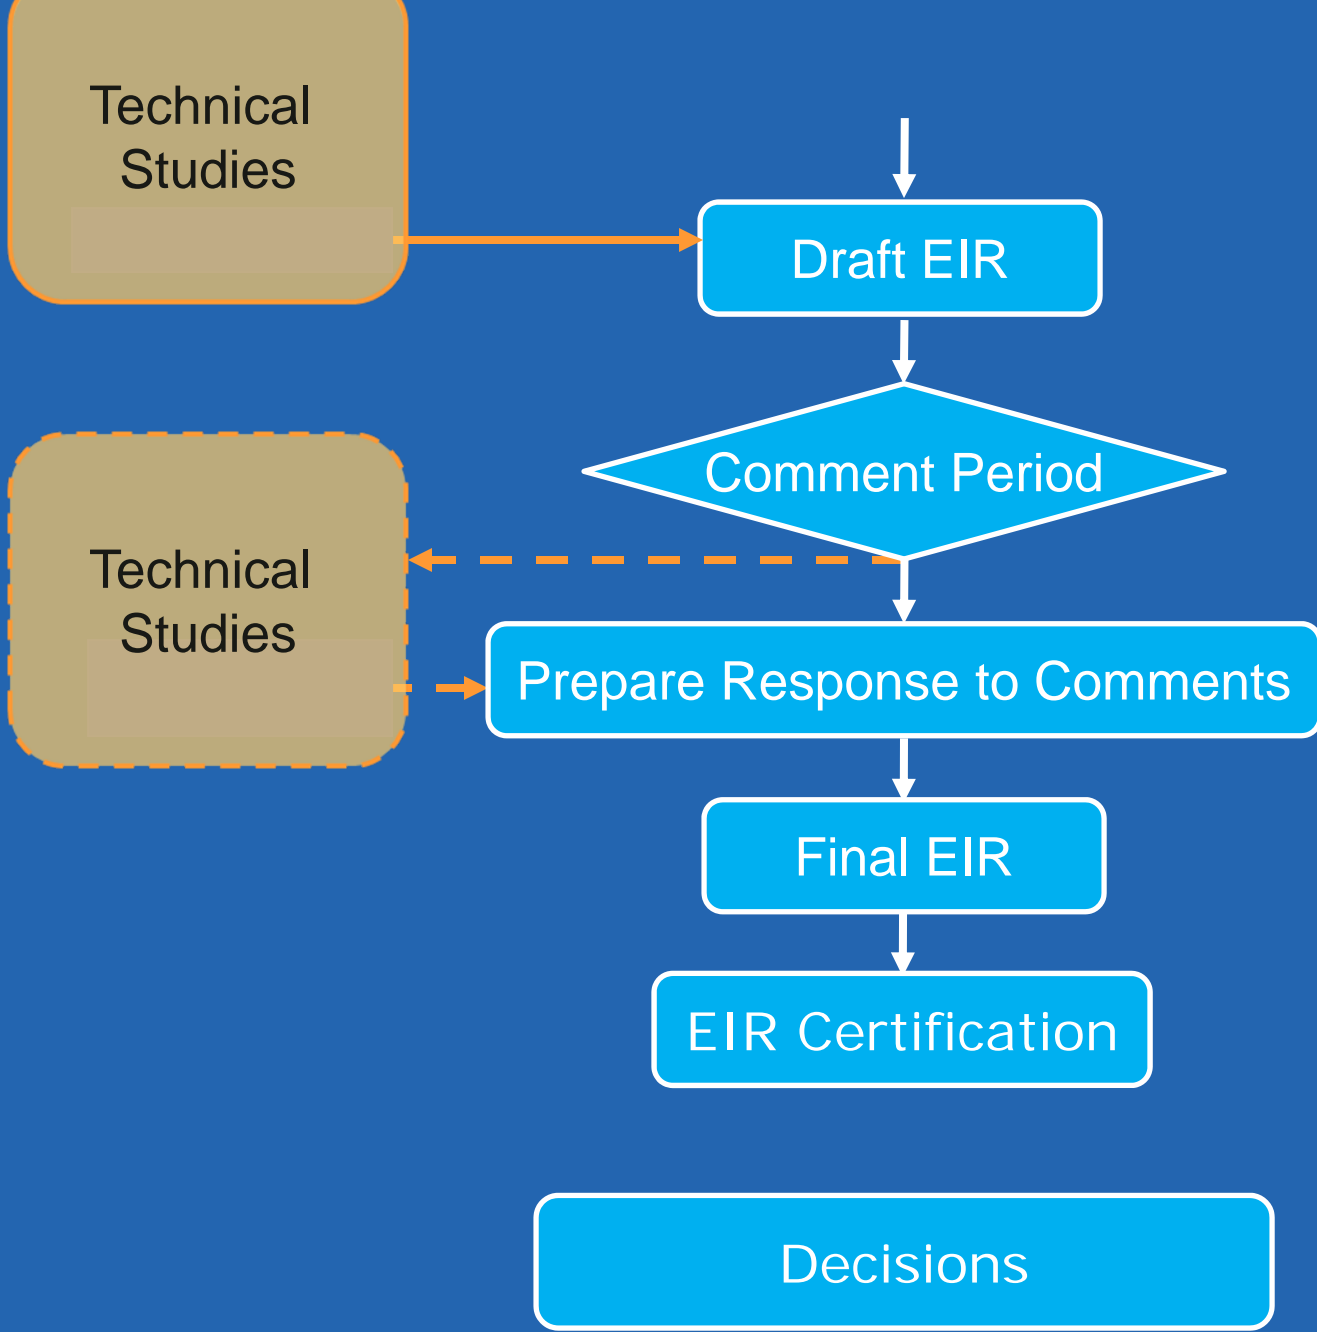 Technical
Studies
Draft EIR
Comment Period
Technical
Studies
Prepare Response to Comments
Final EIR
EIR Certification
Decisions